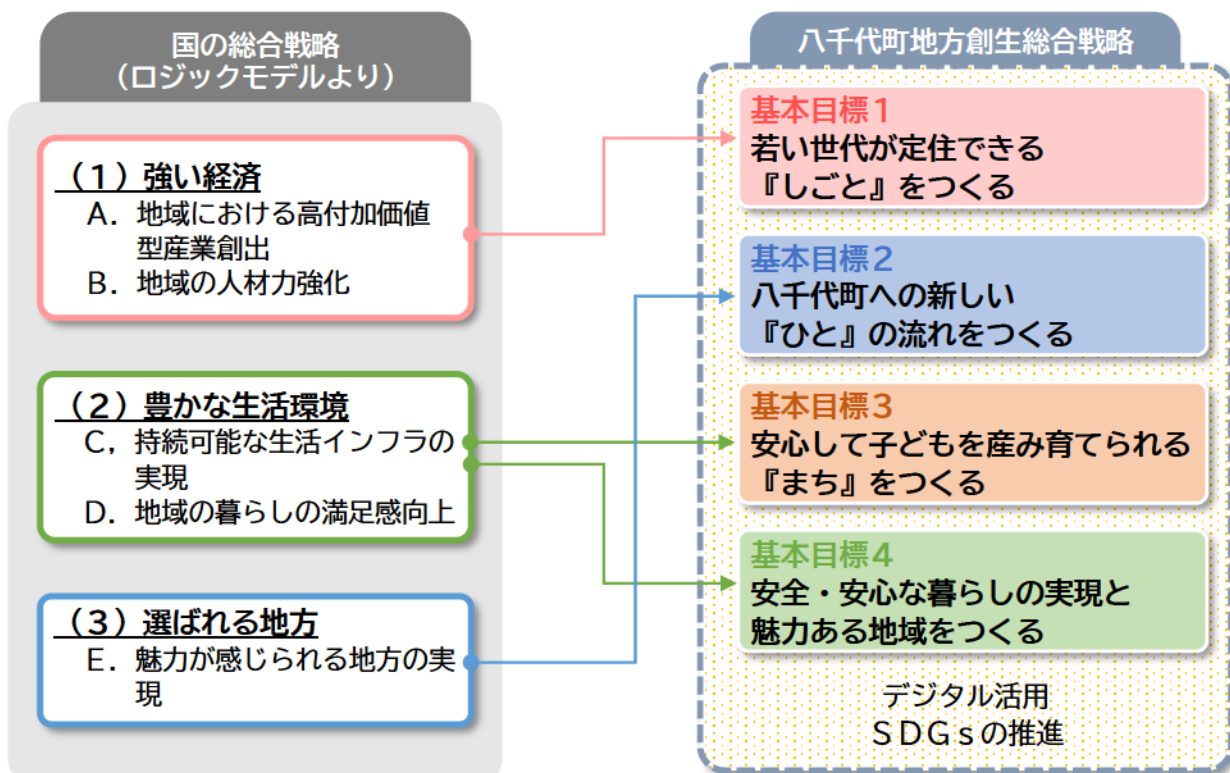 国の総合戦略
（ロジックモデルより）
（１）強い経済
A．地域における高付加価値
型産業創出
B．地域の人材力強化
（２）豊かな生活環境
C，持続可能な生活インフラの
実現
D．地域の暮らしの満足感向上
（３）選ばれる地方
E．魅力が感じられる地方の実
現
八千代町地方創生総合戦略
基本目標１
若い世代が定住できる
『しごと』をつくる
基本目標２
八千代町への新しい
『ひと』の流れをつくる
基本目標３
安心して子どもを産み育てられる
『まち』をつくる
基本目標４
安全・安心な暮らしの実現と
魅力ある地域をつくる
デジタル活用
ＳＤＧｓの推進